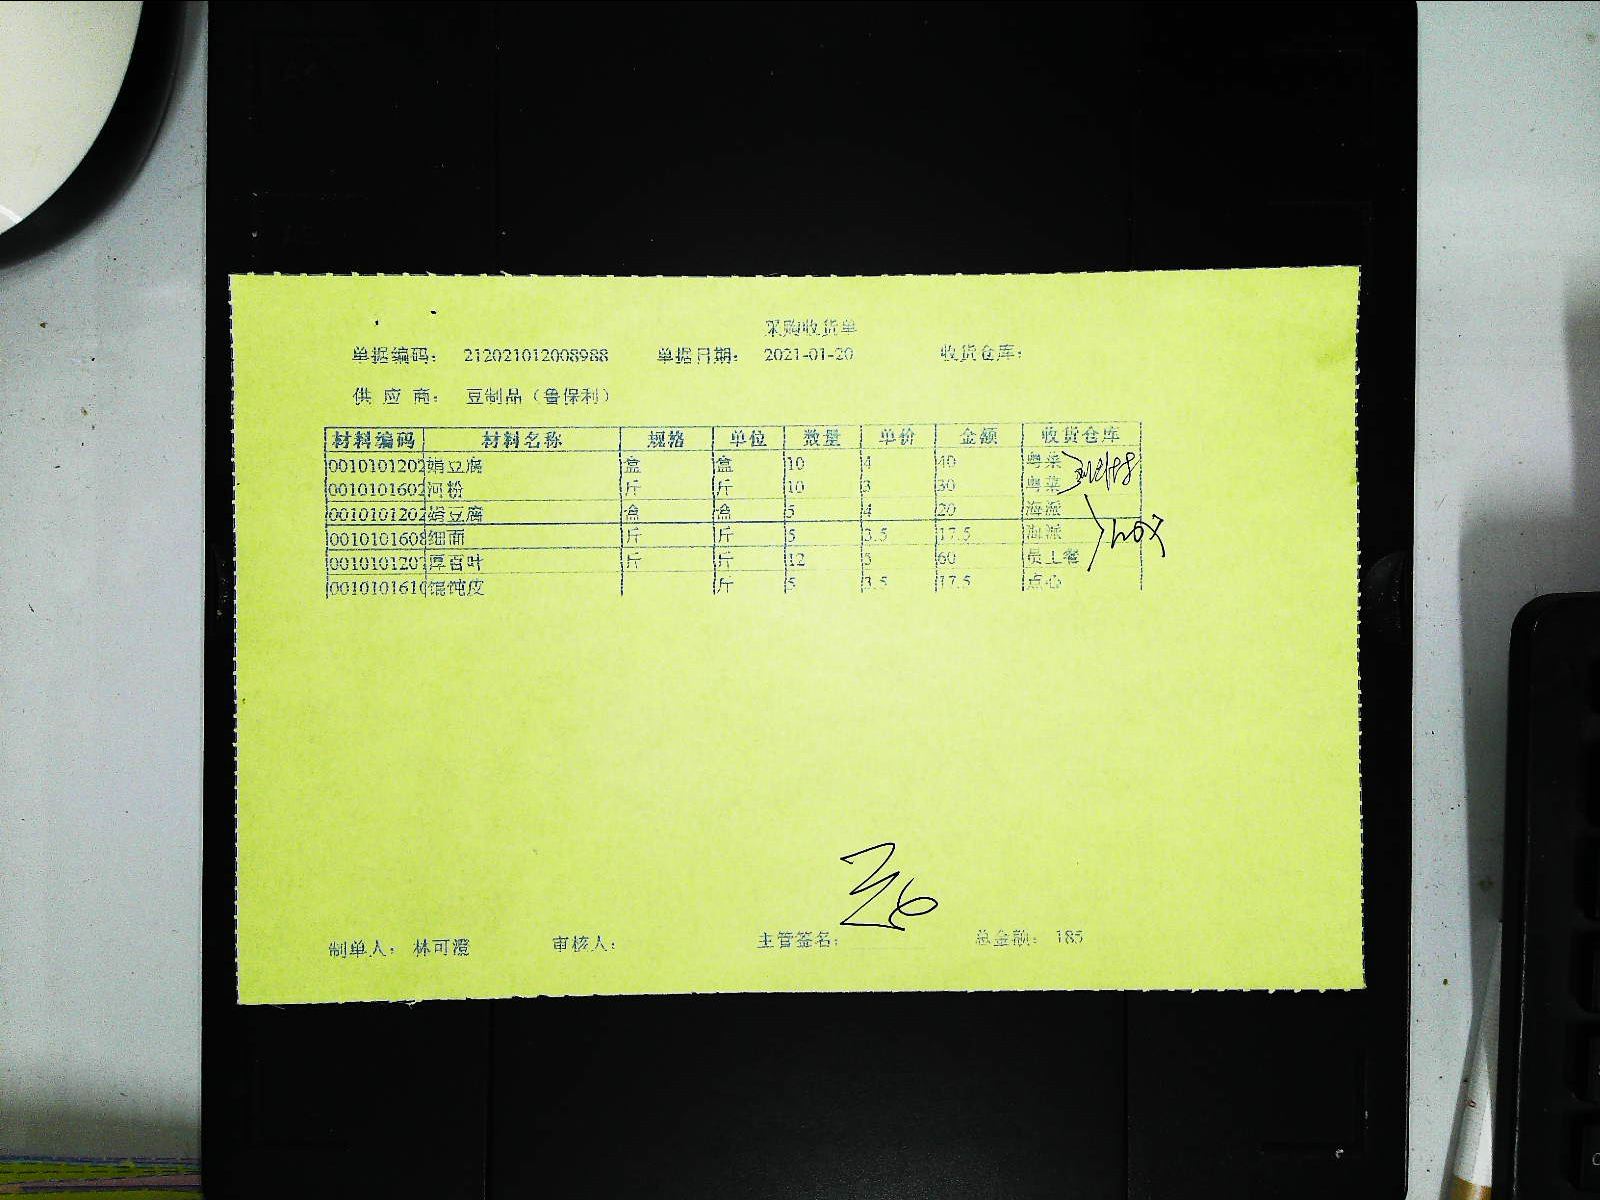 采购收货单
单据编码： 212021012008988 单据日期： 2021-01-20 收货仓库：
供 应 商： 豆制品（鲁保利）
材料编码 材料名称 规格 单位 数量 单价 金额 收货仓库
0010101202 娟豆腐 盒 盒 10 4 40 粤菜
0010101602 河粉 斤 斤 10 3 30 粤菜
0010101202 娟豆腐 盒 盒 5 4 20 海派
0010101608 细面 斤 斤 5 3.5 17.5 海派
0010101207 厚百叶 斤 斤 12 5 60 员工餐
0010101610 馄饨皮 斤 5 3.5 17.5 点心
制单人： 林可澄 审核人： 主管签名： 总金额： 185